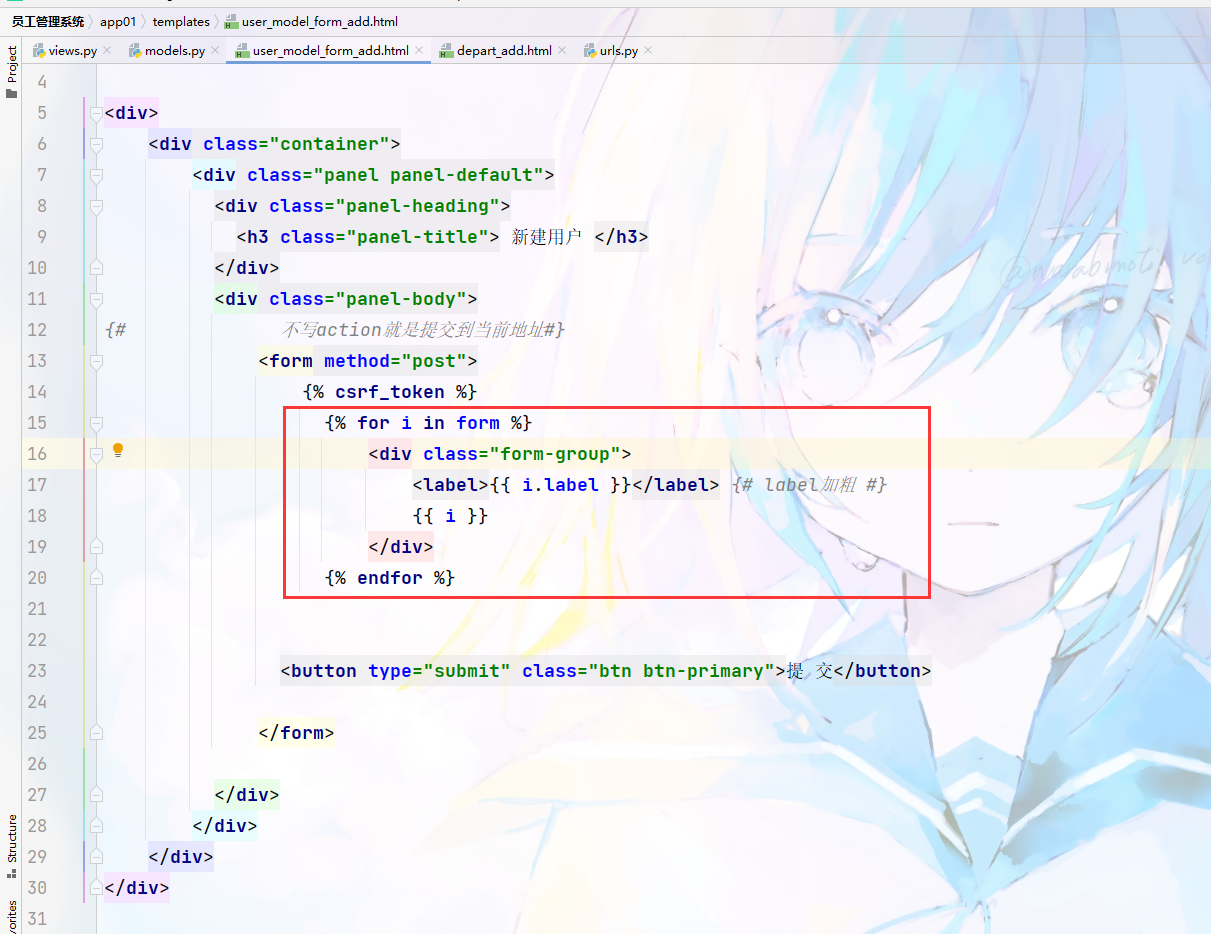 员工管理系统 〉 app01 〉 templates 〉 user_model_form_add.html
views.py × models.py × user_model_form_add.html × depart_add.html × urls.py ×
Project
4
5 <div>
6 <div class="container">
7 <div class="panel panel-default">
8 <div class="panel-heading">
9 <h3 class="panel-title"> 新建用户 </h3>
10 </div>
11 <div class="panel-body">
12 {# 不写action就是提交到当前地址#}
13 <form method="post">
14 {% csrf_token %}
15 {% for i in form %}
16 <div class="form-group">
17 <label>{{ i.label }}</label> {# label加粗 #}
18 {{ i }}
19 </div>
20 {% endfor %}
21
22
23 <button type="submit" class="btn btn-primary">提 交</button>
24
25 </form>
26
27 </div>
28 </div>
29 </div>
30 </div>
31
Structure